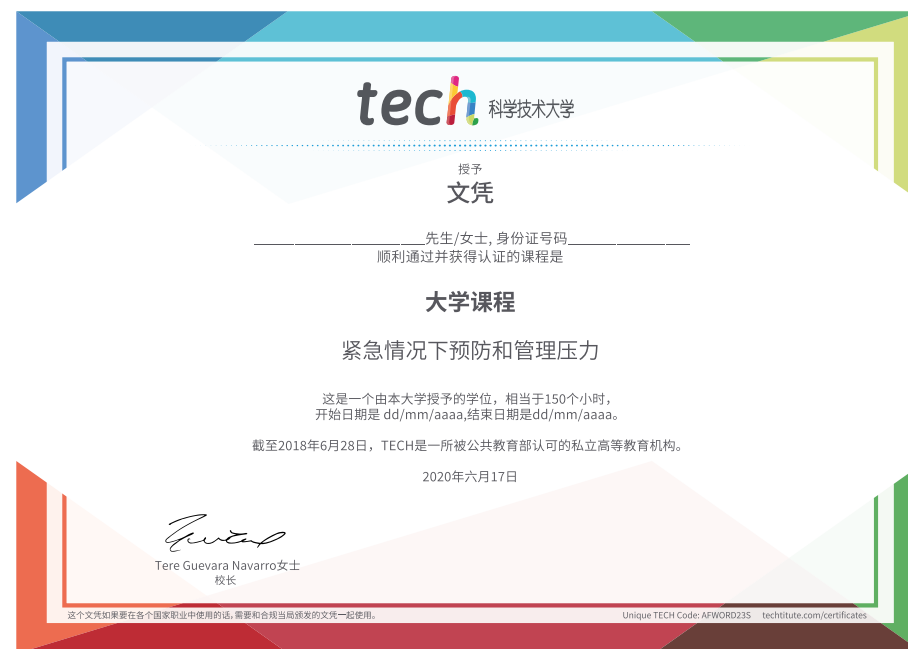 tech 科学技术大学
授予
文凭
________________________先生/女士, 身份证号码_________________
顺利通过并获得认证的课程是
大学课程
紧急情况下预防和管理压力
这是一个由本大学授予的学位，相当于150个小时，
开始日期是 dd/mm/aaaa,结束日期是dd/mm/aaaa。
截至2018年6月28日，TECH是一所被公共教育部认可的私立高等教育机构。
2020年六月17日
Tere Guevara Navarro女士
校长
这个文凭如果要在各个国家职业中使用的话,需要和合规当局颁发的文凭一起使用。
Unique TECH Code: AFWORD23S techtitute.com/certificates